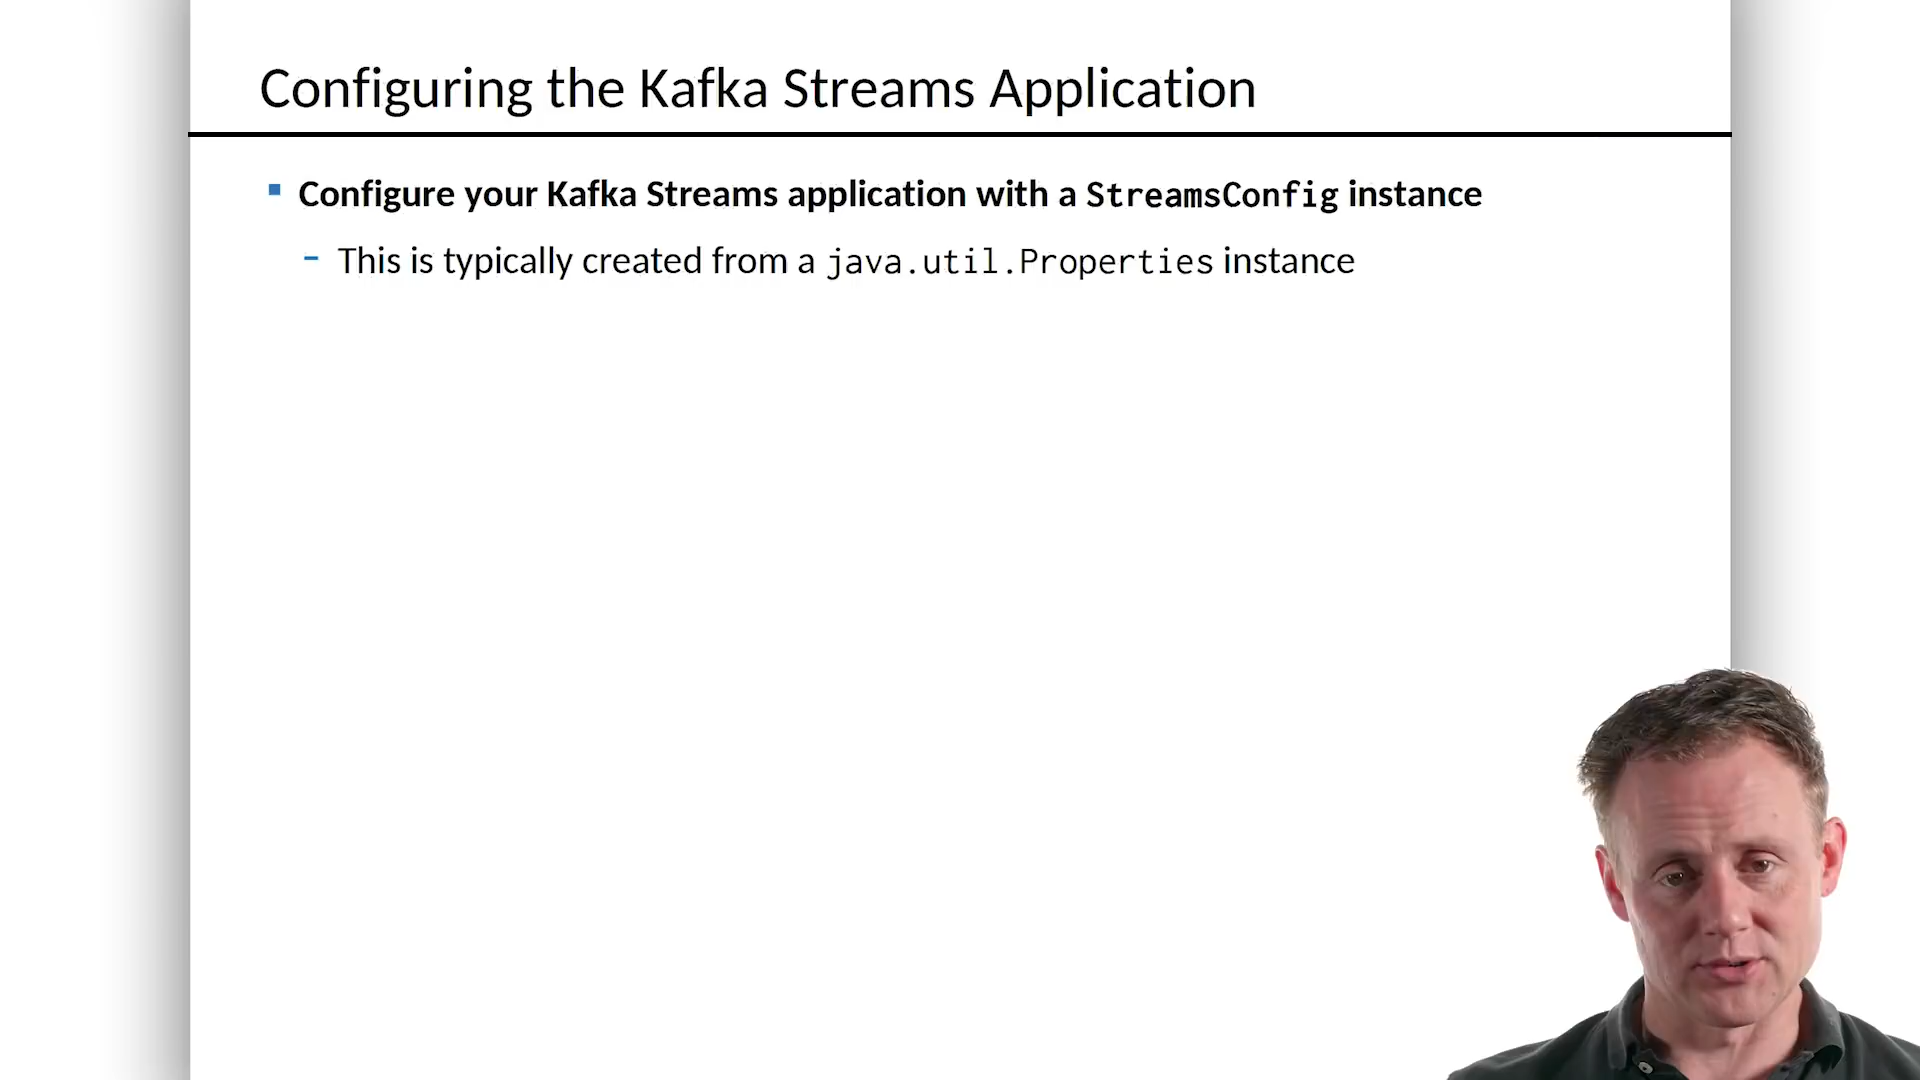 Configuring the Kafka Streams Application
Configure your Kafka Streams application with a StreamsConfig instance
– This is typically created from a java.util.Properties instance